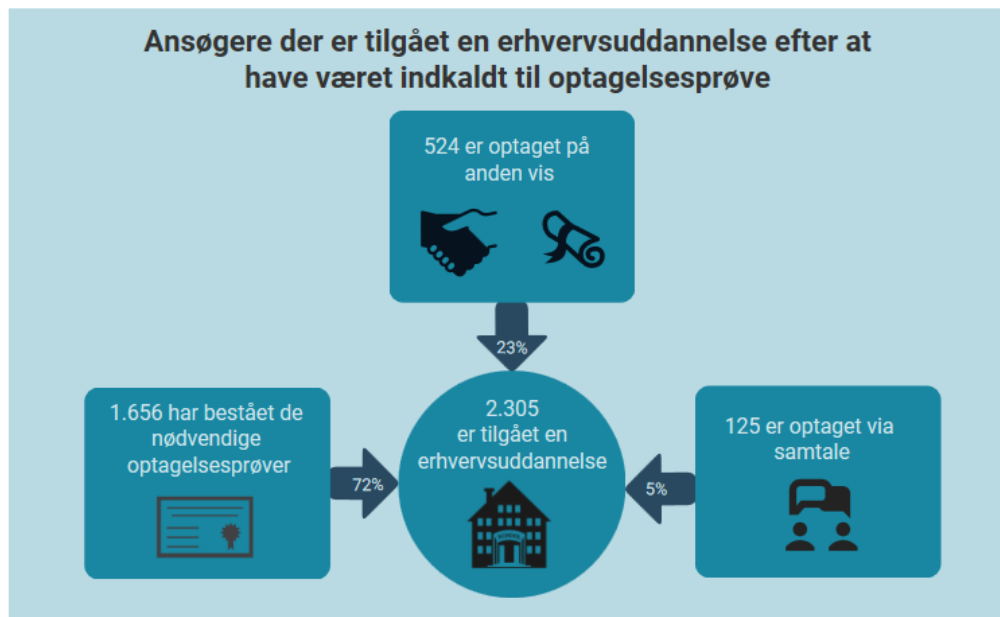 Ansøgere der er tilgået en erhvervsuddannelse efter at
have været indkaldt til optagelsesprøve
524 er optaget på
anden vis
23%
1.656 har bestået de
nødvendige
optagelsesprøver
72%
2.305
er tilgået en
erhvervsuddannelse
SCHOOL
5%
125 er optaget via
samtale